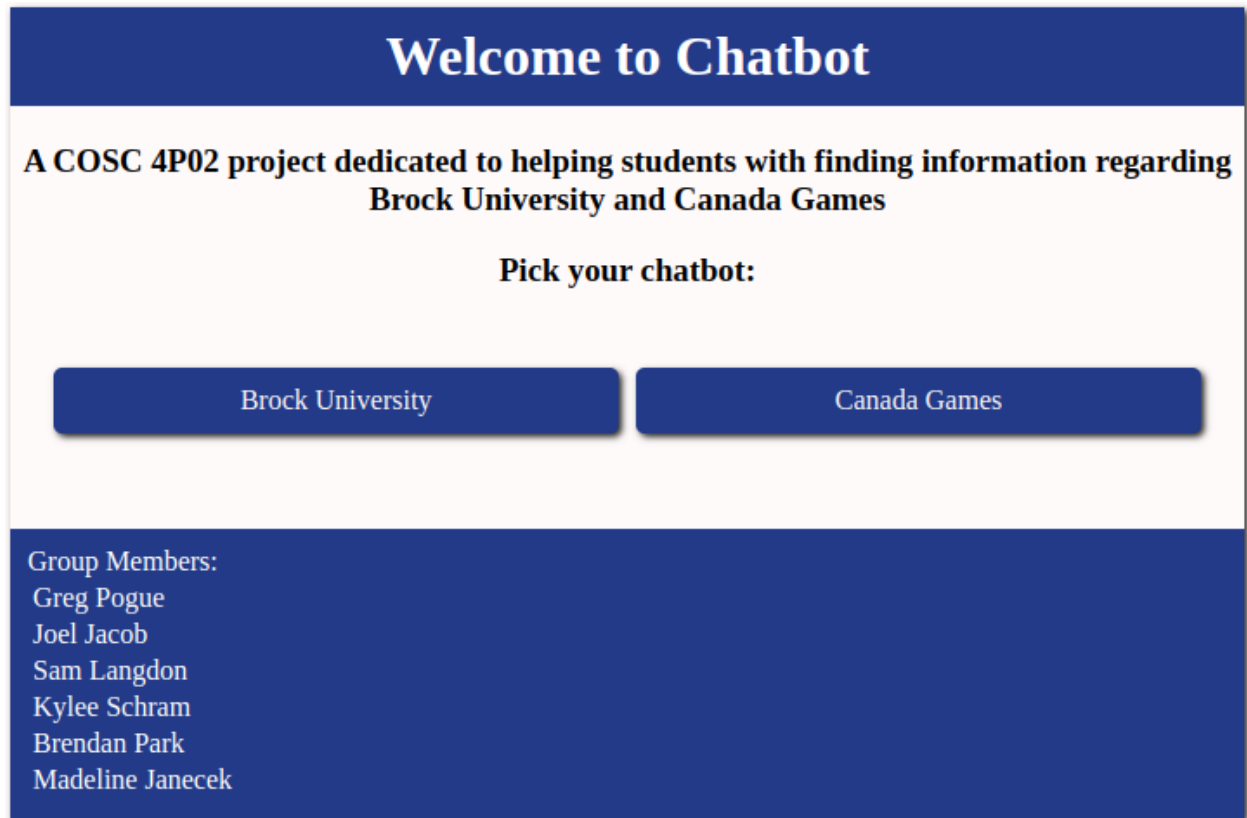 Welcome to Chatbot
A COSC 4P02 project dedicated to helping students with finding information regarding
Brock University and Canada Games
Pick your chatbot:
Brock University
Canada Games
Group Members:
Greg Pogue
Joel Jacob
Sam Langdon
Kylee Schram
Brendan Park
Madeline Janecek